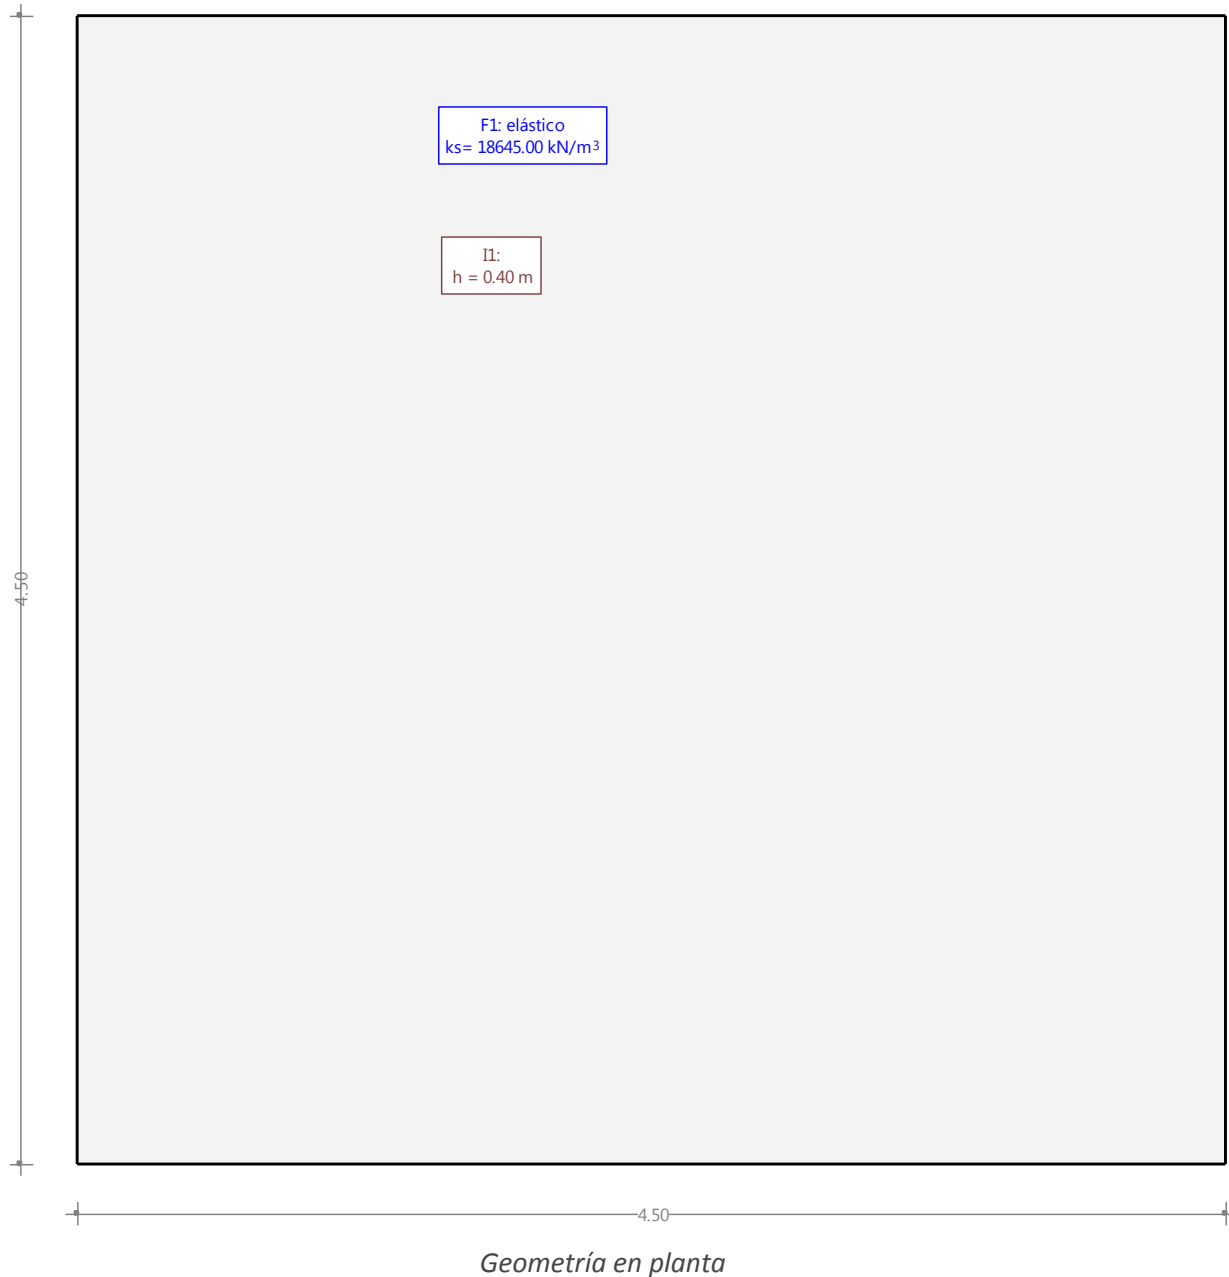 F1: elástico
ks= 18645.00 kN/m³
I1:
h = 0.40 m
4.50
4.50
Geometría en planta